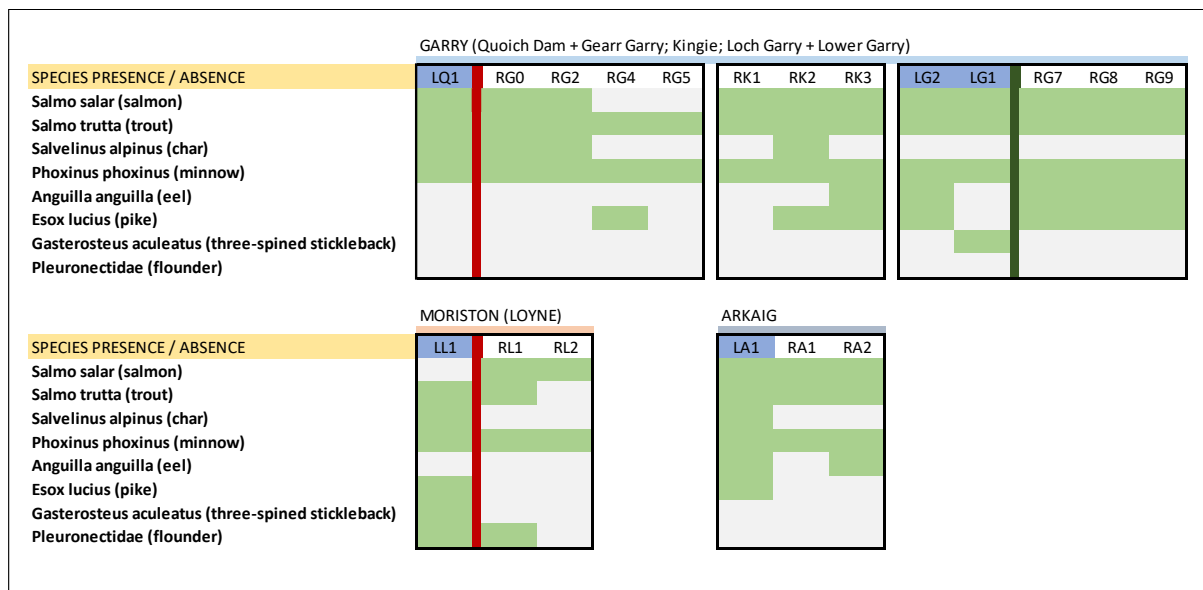 GARRY (Quoich Dam + Gearr Garry; Kingie; Loch Garry + Lower Garry)
SPECIES PRESENCE / ABSENCE LQ1 RG0 RG2 RG4 RG5 RK1 RK2 RK3 LG2 LG1 RG7 RG8 RG9
Salmo salar (salmon)
Salmo trutta (trout)
Salvelinus alpinus (char)
Phoxinus phoxinus (minnow)
Anguilla anguilla (eel)
Esox lucius (pike)
Gasterosteus aculeatus (three-spined stickleback)
Pleuronectidae (flounder)
MORISTON (LOYNE) ARKAIG
SPECIES PRESENCE / ABSENCE LL1 RL1 RL2 LA1 RA1 RA2
Salmo salar (salmon)
Salmo trutta (trout)
Salvelinus alpinus (char)
Phoxinus phoxinus (minnow)
Anguilla anguilla (eel)
Esox lucius (pike)
Gasterosteus aculeatus (three-spined stickleback)
Pleuronectidae (flounder)